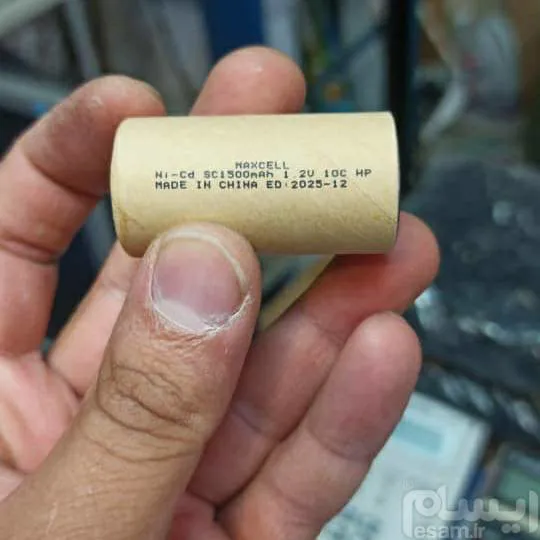 MAXCELL
Ni-Cd SC1500mAh 1.2V 10C HP
MADE IN CHINA ED:2025-12
ایسام
esam.ir